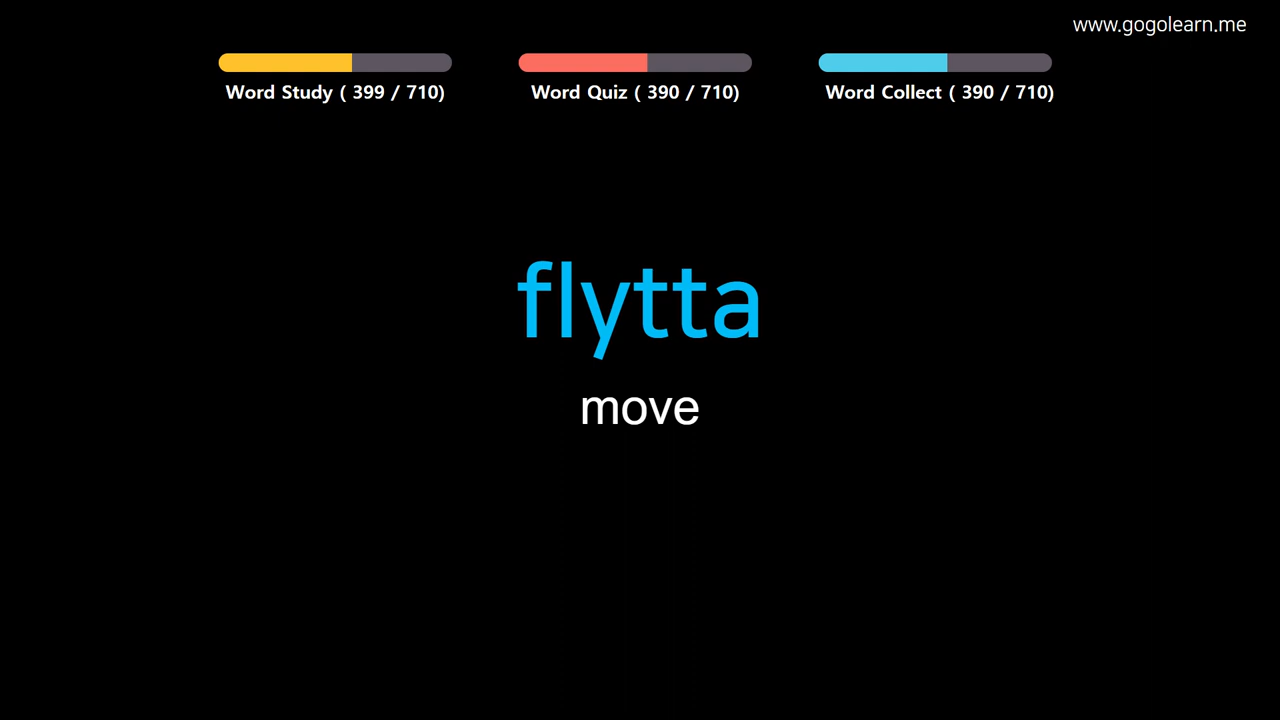 www.gogolearn.me
Word Study ( 399 / 710)
Word Quiz ( 390 / 710)
Word Collect ( 390 / 710)
flytta
move